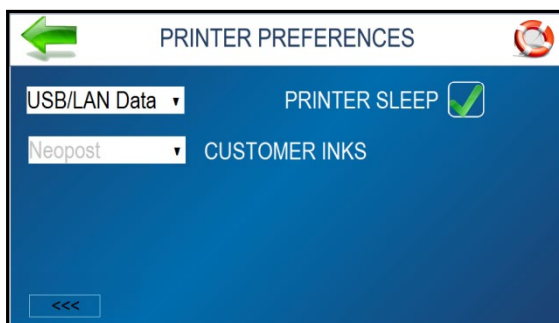 PRINTER PREFERENCES
USB/LAN Data PRINTER SLEEP
Neopost CUSTOMER INKS
<<<